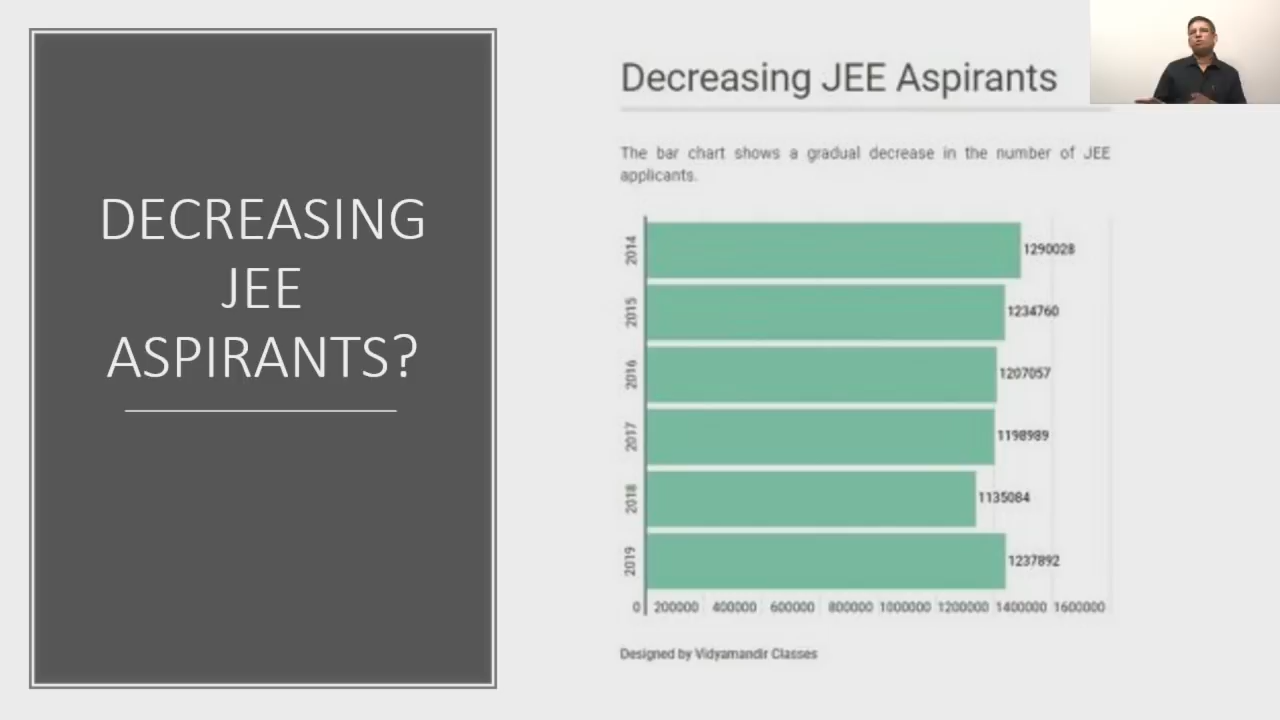 DECREASING
JEE
ASPIRANTS?
Decreasing JEE Aspirants
The bar chart shows a gradual decrease in the number of JEE
applicants.
2014 1290028
2015 1234760
2016 1207057
2017 1198989
2018 1135084
2019 1237892
0 200000 400000 600000 800000 1000000 1200000 1400000 1600000
Designed by Vidyamandir Classes